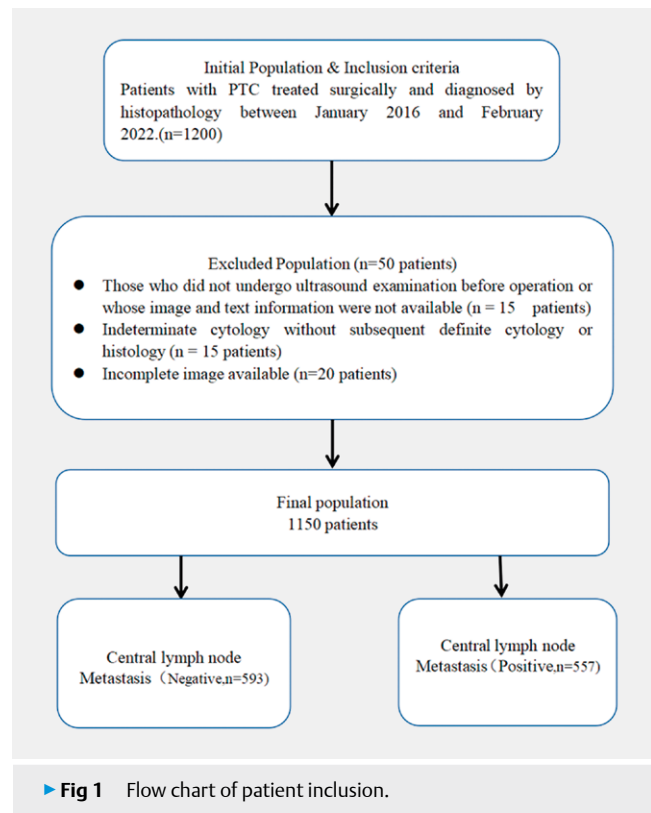 Initial Population & Inclusion criteria
Patients with PTC treated surgically and diagnosed by
histopathology between January 2016 and February
2022.(n=1200)
Excluded Population (n=50 patients)
● Those who did not undergo ultrasound examination before operation or
whose image and text information were not available (n = 15 patients)
● Indeterminate cytology without subsequent definite cytology or
histology (n = 15 patients)
● Incomplete image available (n=20 patients)
Final population
1150 patients
Central lymph node
Metastasis（Negative,n=593)
Central lymph node
Metastasis（Positive,n=557)
▶ Fig 1 Flow chart of patient inclusion.